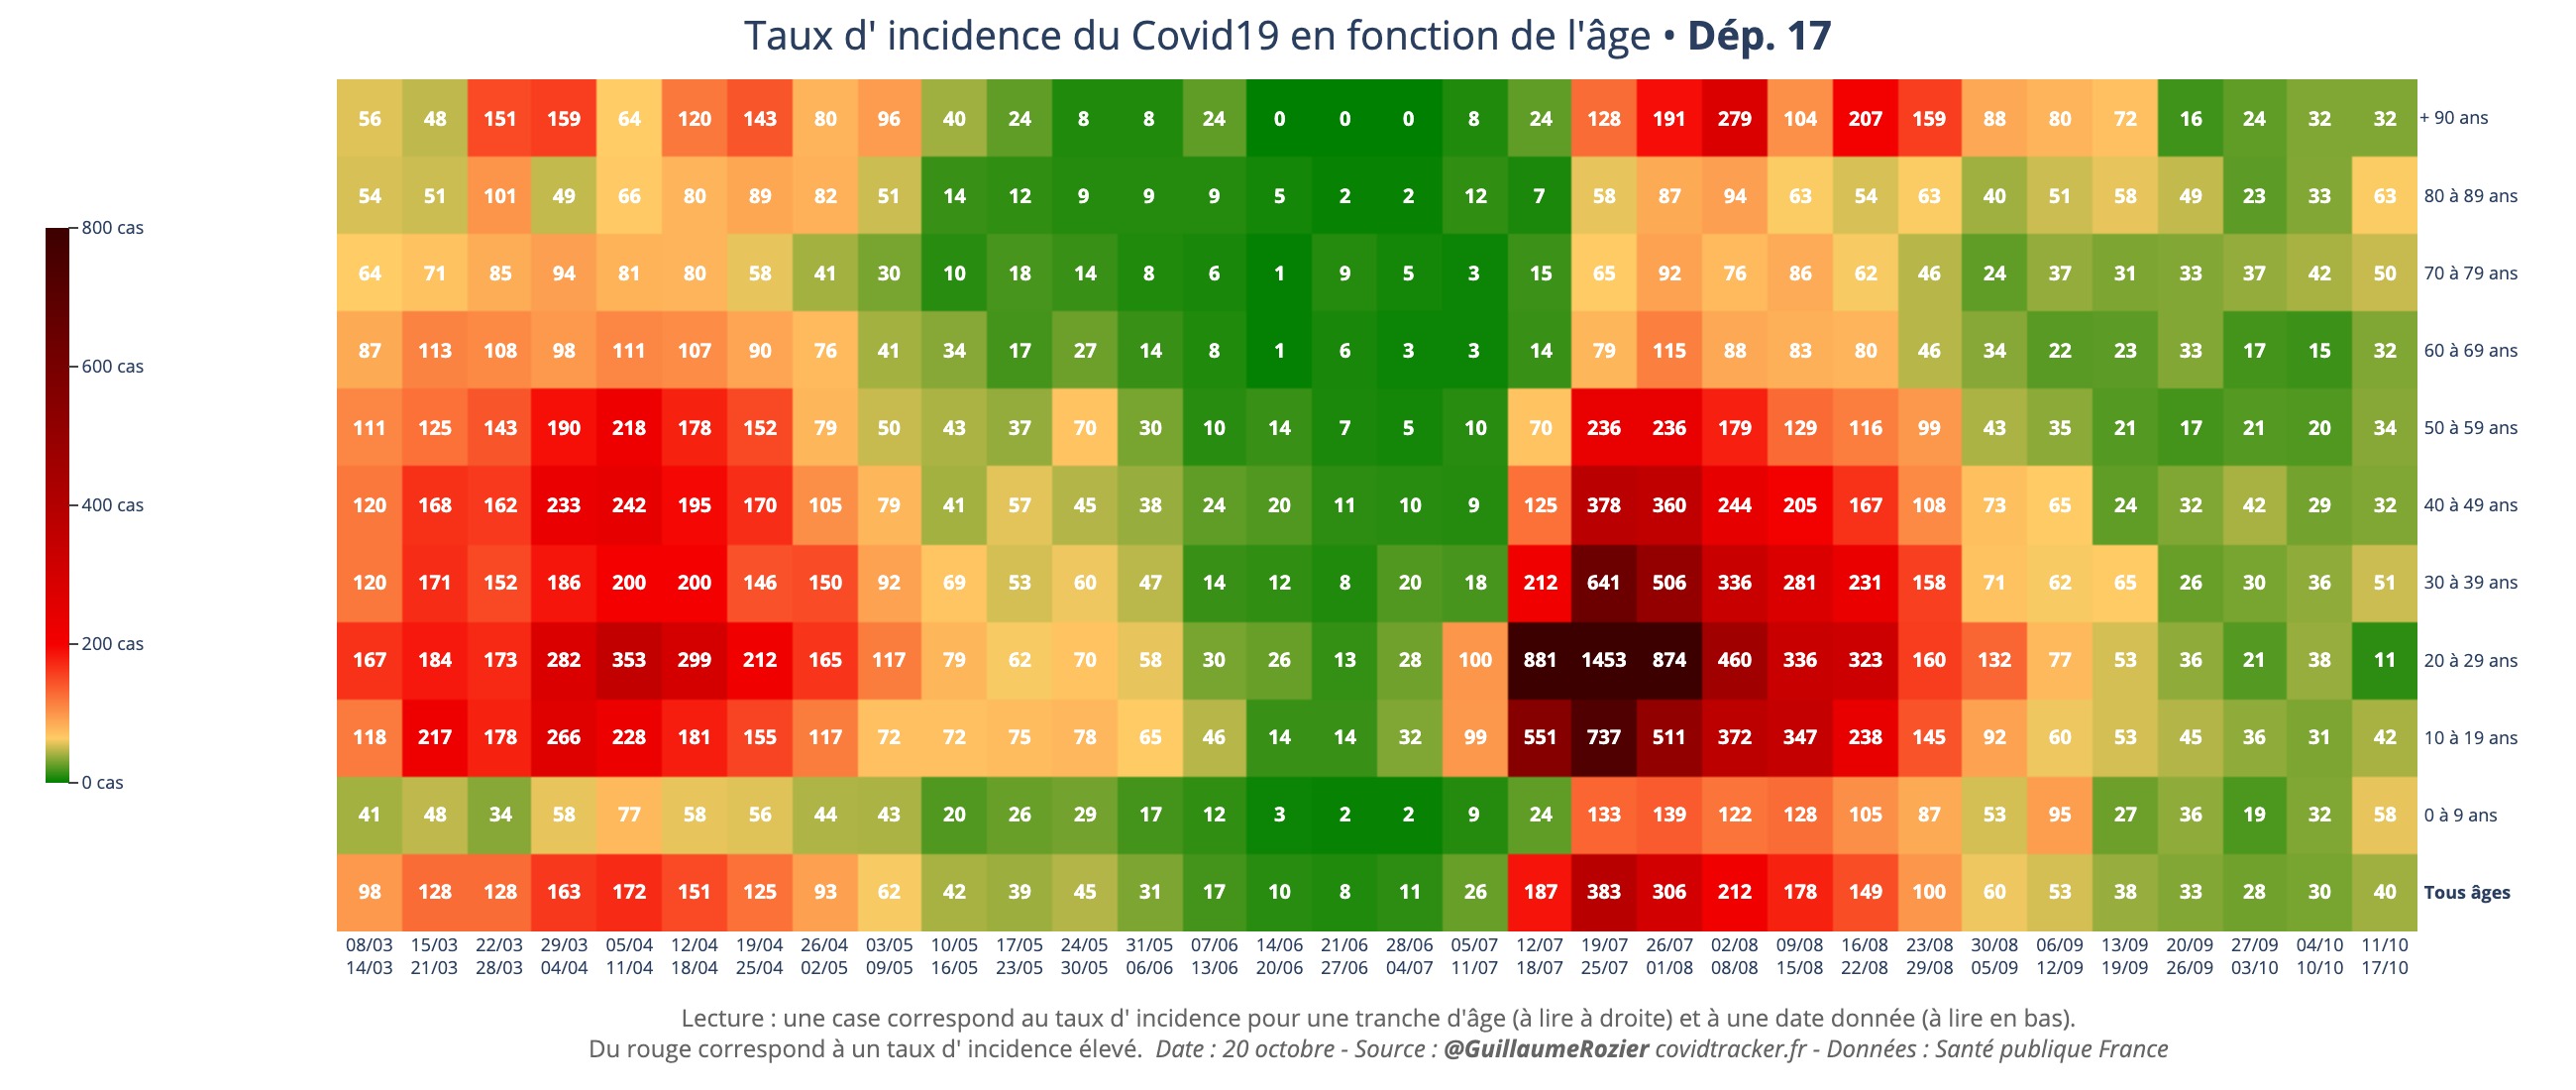 Taux d' incidence du Covid19 en fonction de l'âge • Dép. 17
800 cas
600 cas
400 cas
200 cas
0 cas
56 48 151 159 64 120 143 80 96 40 24 8 8 24 0 0 0 8 24 128 191 279 104 207 159 88 80 72 16 24 32 32 + 90 ans
54 51 101 49 66 80 89 82 51 14 12 9 9 9 5 2 2 12 7 58 87 94 63 54 63 40 51 58 49 23 33 63 80 à 89 ans
64 71 85 94 81 80 58 41 30 10 18 14 8 6 1 9 5 3 15 65 92 76 86 62 46 24 37 31 33 37 42 50 70 à 79 ans
87 113 108 98 111 107 90 76 41 34 17 27 14 8 1 6 3 3 14 79 115 88 83 80 46 34 22 23 33 17 15 32 60 à 69 ans
111 125 143 190 218 178 152 79 50 43 37 70 30 10 14 7 5 10 70 236 236 179 129 116 99 43 35 21 17 21 20 34 50 à 59 ans
120 168 162 233 242 195 170 105 79 41 57 45 38 24 20 11 10 9 125 378 360 244 205 167 108 73 65 24 32 42 29 32 40 à 49 ans
120 171 152 186 200 200 146 150 92 69 53 60 47 14 12 8 20 18 212 641 506 336 281 231 158 71 62 65 26 30 36 51 30 à 39 ans
167 184 173 282 353 299 212 165 117 79 62 70 58 30 26 13 28 100 881 1453 874 460 336 323 160 132 77 53 36 21 38 11 20 à 29 ans
118 217 178 266 228 181 155 117 72 72 75 78 65 46 14 14 32 99 551 737 511 372 347 238 145 92 60 53 45 36 31 42 10 à 19 ans
41 48 34 58 77 58 56 44 43 20 26 29 17 12 3 2 2 9 24 133 139 122 128 105 87 53 95 27 36 19 32 58 0 à 9 ans
98 128 128 163 172 151 125 93 62 42 39 45 31 17 10 8 11 26 187 383 306 212 178 149 100 60 53 38 33 28 30 40 Tous âges
08/03 15/03 22/03 29/03 05/04 12/04 19/04 26/04 03/05 10/05 17/05 24/05 31/05 07/06 14/06 21/06 28/06 05/07 12/07 19/07 26/07 02/08 09/08 16/08 23/08 30/08 06/09 13/09 20/09 27/09 04/10 11/10
14/03 21/03 28/03 04/04 11/04 18/04 25/04 02/05 09/05 16/05 23/05 30/05 06/06 13/06 20/06 27/06 04/07 11/07 18/07 25/07 01/08 08/08 15/08 22/08 29/08 05/09 12/09 19/09 26/09 03/10 10/10 17/10
Lecture : une case correspond au taux d' incidence pour une tranche d'âge (à lire à droite) et à une date donnée (à lire en bas).
Du rouge correspond à un taux d' incidence élevé. Date : 20 octobre - Source : @GuillaumeRozier covidtracker.fr - Données : Santé publique France